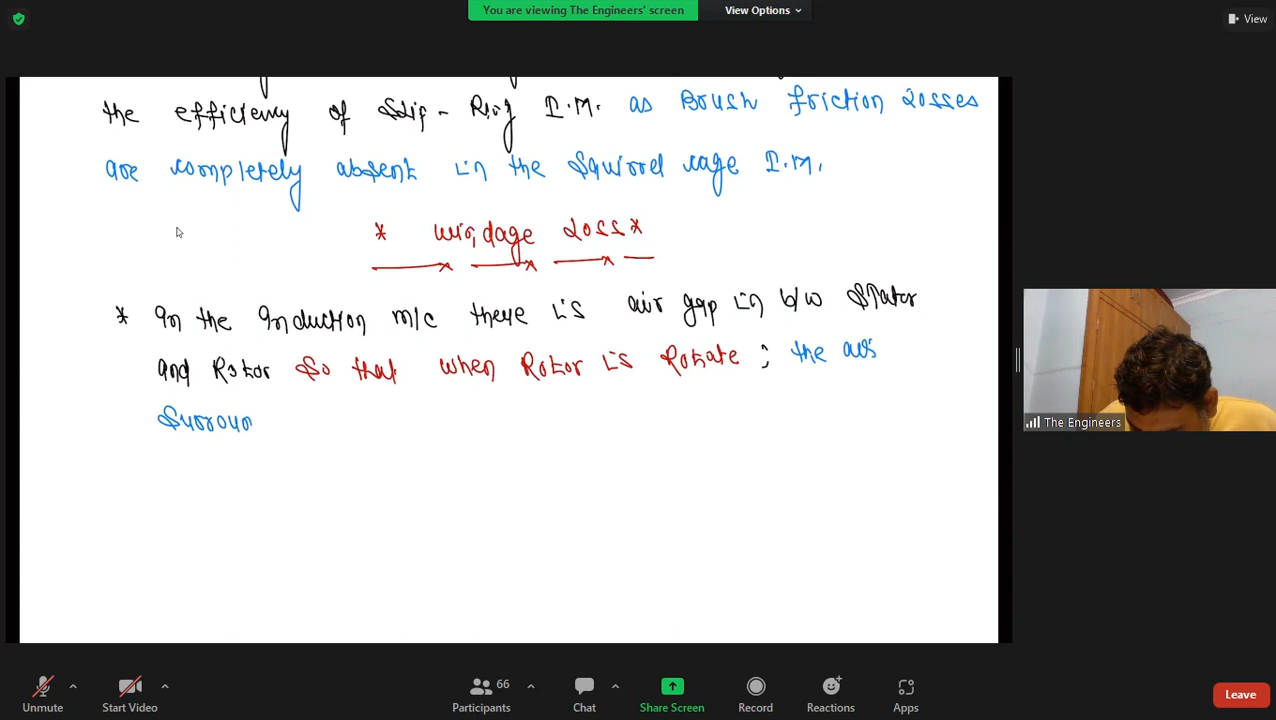 You are viewing The Engineers' screen
View Options
View
the efficiency of Slip - Ring I.M. as Brush friction Losses
are completely absent in the Squirrel cage I.M.
* windage Loss *
* In the Induction m/c there is air gap in b/w Stator
and Rotor So that when Rotor is Rotate ; the air
Surroun
The Engineers
Unmute
Start Video
66
Participants
Chat
Share Screen
Record
Reactions
Apps
Leave